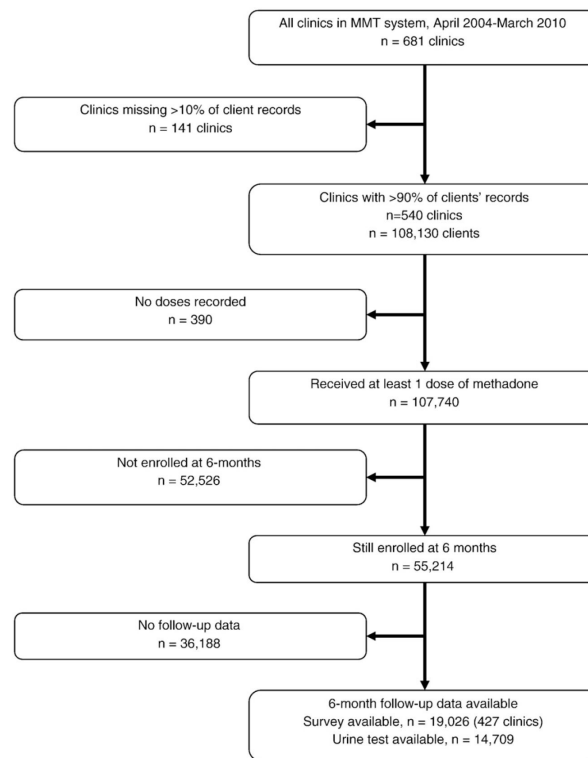 All clinics in MMT system, April 2004-March 2010
n = 681 clinics
Clinics missing >10% of client records
n = 141 clinics
Clinics with >90% of clients' records
n=540 clinics
n = 108,130 clients
No doses recorded
n = 390
Received at least 1 dose of methadone
n = 107,740
Not enrolled at 6-months
n = 52,526
Still enrolled at 6 months
n = 55,214
No follow-up data
n = 36,188
6-month follow-up data available
Survey available, n = 19,026 (427 clinics)
Urine test available, n = 14,709